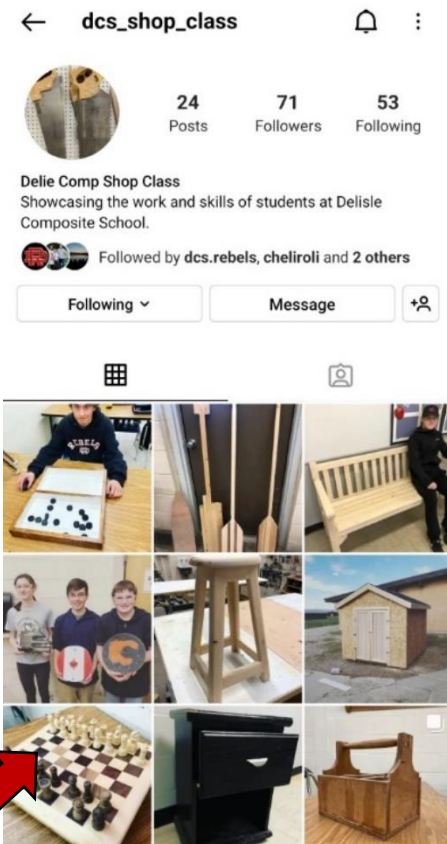 dcs_shop_class
24 71 53
Posts Followers Following
Delie Comp Shop Class
Showcasing the work and skills of students at Delisle
Composite School.
Followed by dcs.rebels, cheliroli and 2 others
Following Message
REBELS